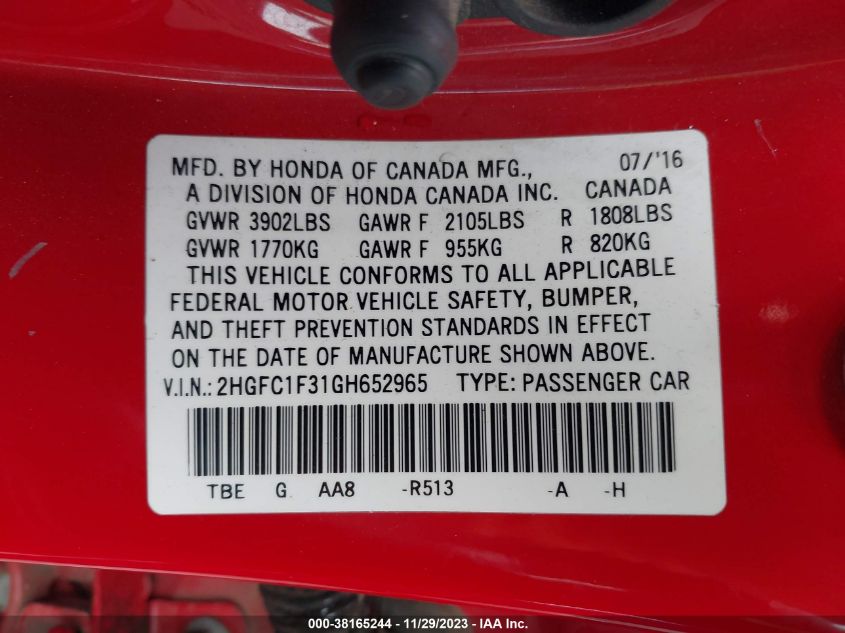 MFD. BY HONDA OF CANADA MFG., 07/'16
A DIVISION OF HONDA CANADA INC. CANADA
GVWR 3902LBS GAWR F 2105LBS R 1808LBS
GVWR 1770KG GAWR F 955KG R 820KG
THIS VEHICLE CONFORMS TO ALL APPLICABLE
FEDERAL MOTOR VEHICLE SAFETY, BUMPER,
AND THEFT PREVENTION STANDARDS IN EFFECT
ON THE DATE OF MANUFACTURE SHOWN ABOVE.
V.I.N.: 2HGFC1F31GH652965 TYPE: PASSENGER CAR
TBE G AA8 -R513 -A -H
000-38165244 - 11/29/2023 - IAA Inc.